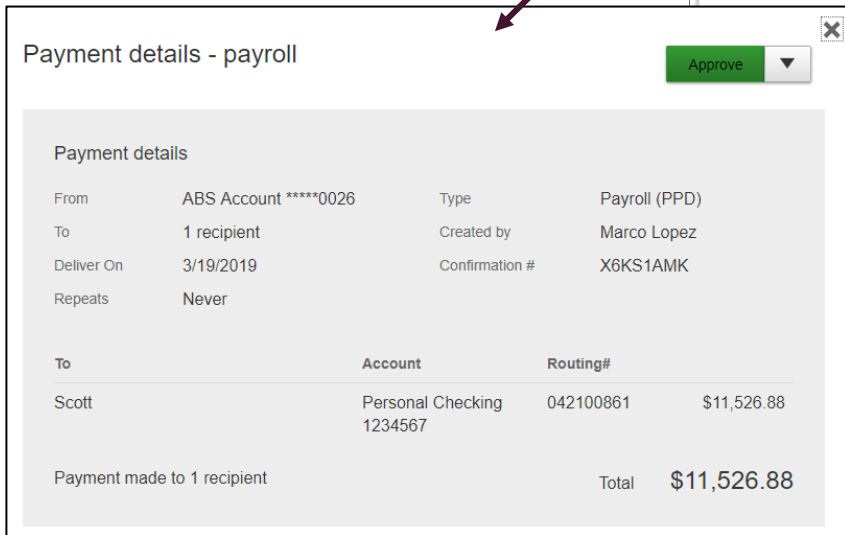 Payment details - payroll
Approve
Payment details
From ABS Account *****0026 Type Payroll (PPD)
To 1 recipient Created by Marco Lopez
Deliver On 3/19/2019 Confirmation # X6KS1AMK
Repeats Never
To Account Routing#
Scott Personal Checking 042100861 $11,526.88
1234567
Payment made to 1 recipient Total $11,526.88